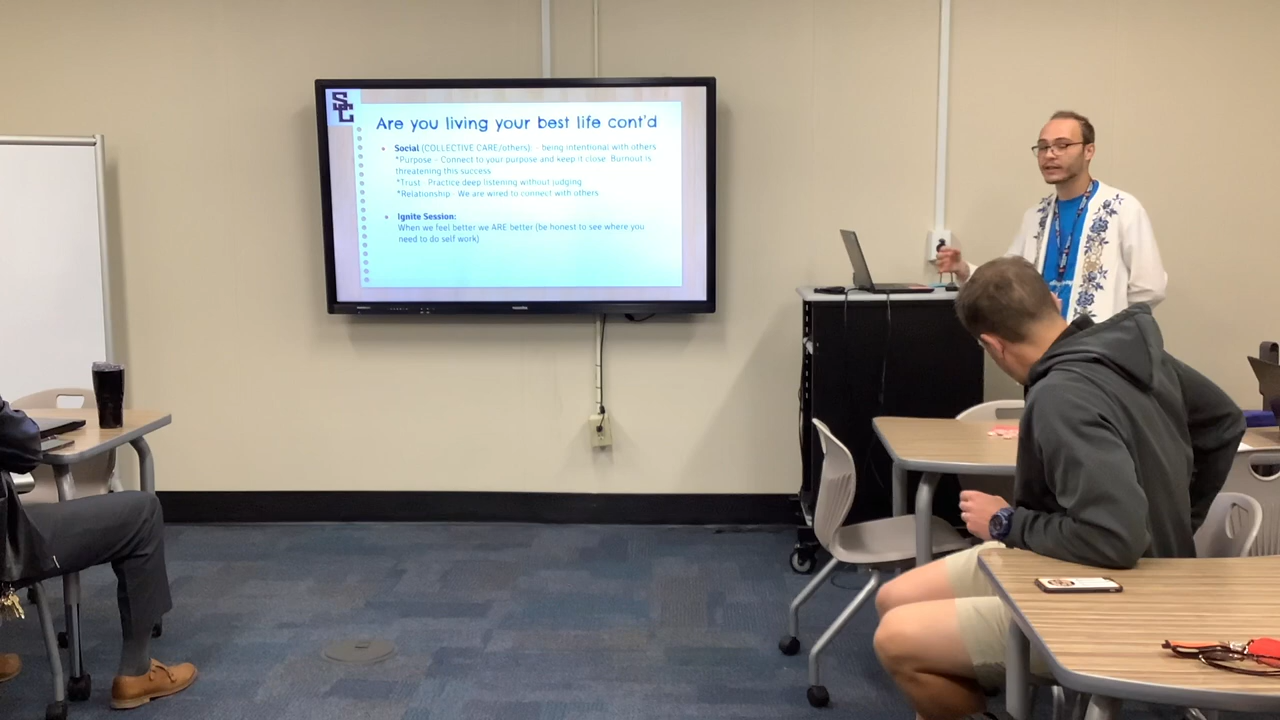 STC
Are you living your best life cont'd
Social (COLLECTIVE CARE/others): - being intentional with others
*Purpose - Connect to your purpose and keep it close. Burnout is
threatening this success
*Trust - Practice deep listening without judging
*Relationship - We are wired to connect with others
Ignite Session:
When we feel better we ARE better (be honest to see where you
need to do self work)